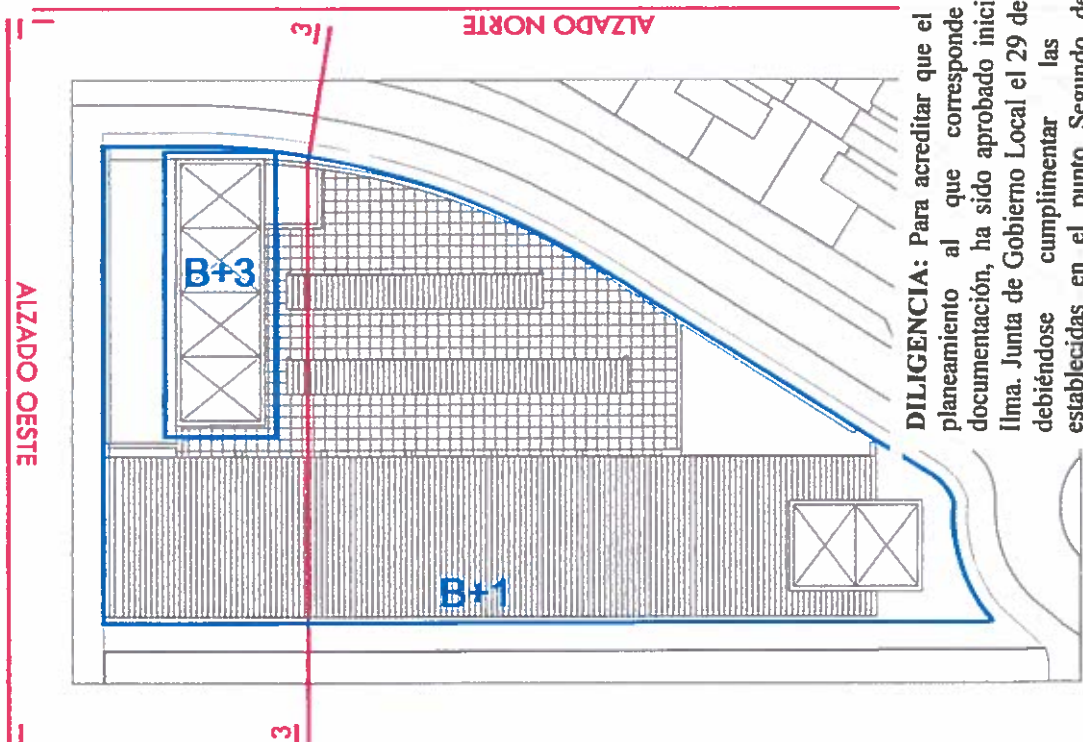 ALZADO NORTE
3
ALZADO OESTE
B+3
B+1
3
DILIGENCIA: Para acreditar que el
planeamiento al que corresponde
documentación, ha sido aprobado inici
Ilma. Junta de Gobierno Local el 29 de
debiéndose cumplimentar las
establecidas en el punto Segundo de